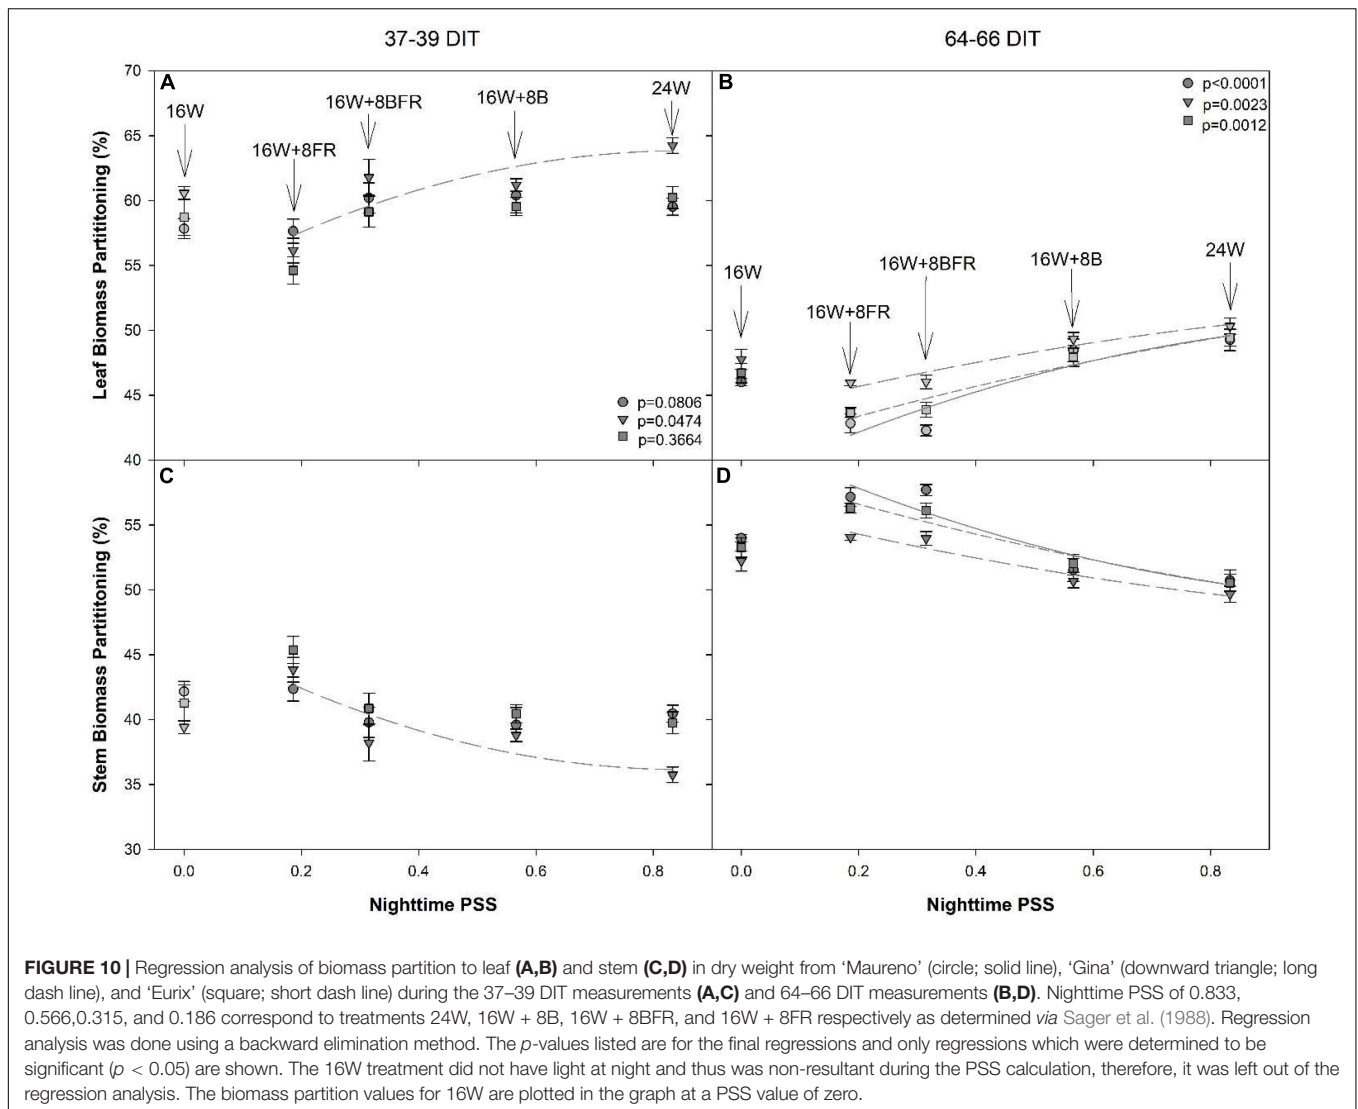 37-39 DIT
64-66 DIT
Leaf Biomass Partititoning (%)
70
65
60
55
50
45
40
A
16W
16W+8FR
16W+8BFR
16W+8B
24W
p=0.0806
p=0.0474
p=0.3664
B
p<0.0001
p=0.0023
p=0.0012
16W
16W+8FR
16W+8BFR
16W+8B
24W
Stem Biomass Partititoning (%)
55
50
45
40
35
30
C
D
0.0 0.2 0.4 0.6 0.8
0.0 0.2 0.4 0.6 0.8
Nighttime PSS
Nighttime PSS
FIGURE 10 | Regression analysis of biomass partition to leaf (A,B) and stem (C,D) in dry weight from ‘Maureno’ (circle; solid line), ‘Gina’ (downward triangle; long
dash line), and ‘Eurix’ (square; short dash line) during the 37–39 DIT measurements (A,C) and 64–66 DIT measurements (B,D). Nighttime PSS of 0.833,
0.566,0.315, and 0.186 correspond to treatments 24W, 16W + 8B, 16W + 8BFR, and 16W + 8FR respectively as determined via Sager et al. (1988). Regression
analysis was done using a backward elimination method. The p-values listed are for the final regressions and only regressions which were determined to be
significant (p < 0.05) are shown. The 16W treatment did not have light at night and thus was non-resultant during the PSS calculation, therefore, it was left out of the
regression analysis. The biomass partition values for 16W are plotted in the graph at a PSS value of zero.